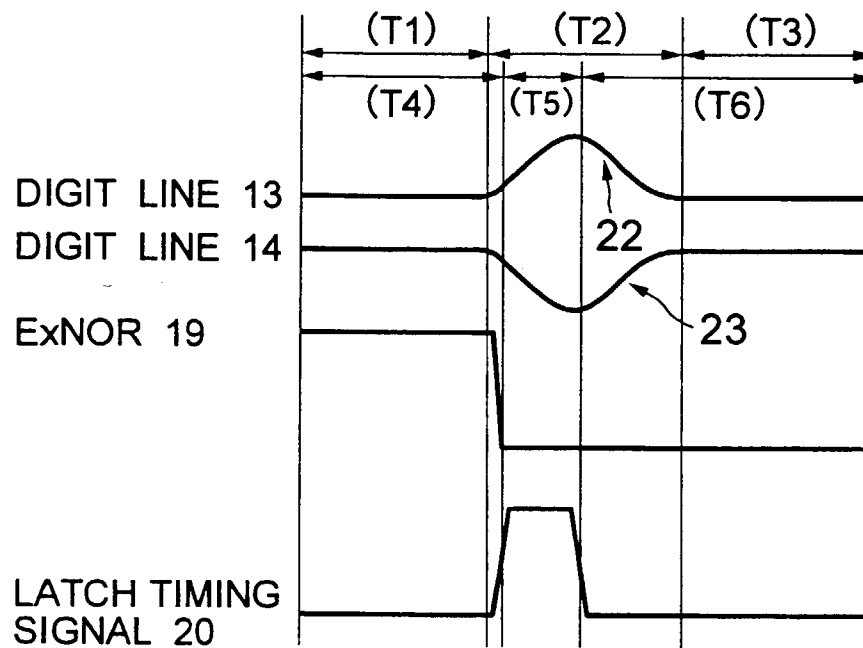 (T1) (T2) (T3)
(T4) (T5) (T6)
DIGIT LINE 13
22
DIGIT LINE 14
23
ExNOR 19
LATCH TIMING
SIGNAL 20